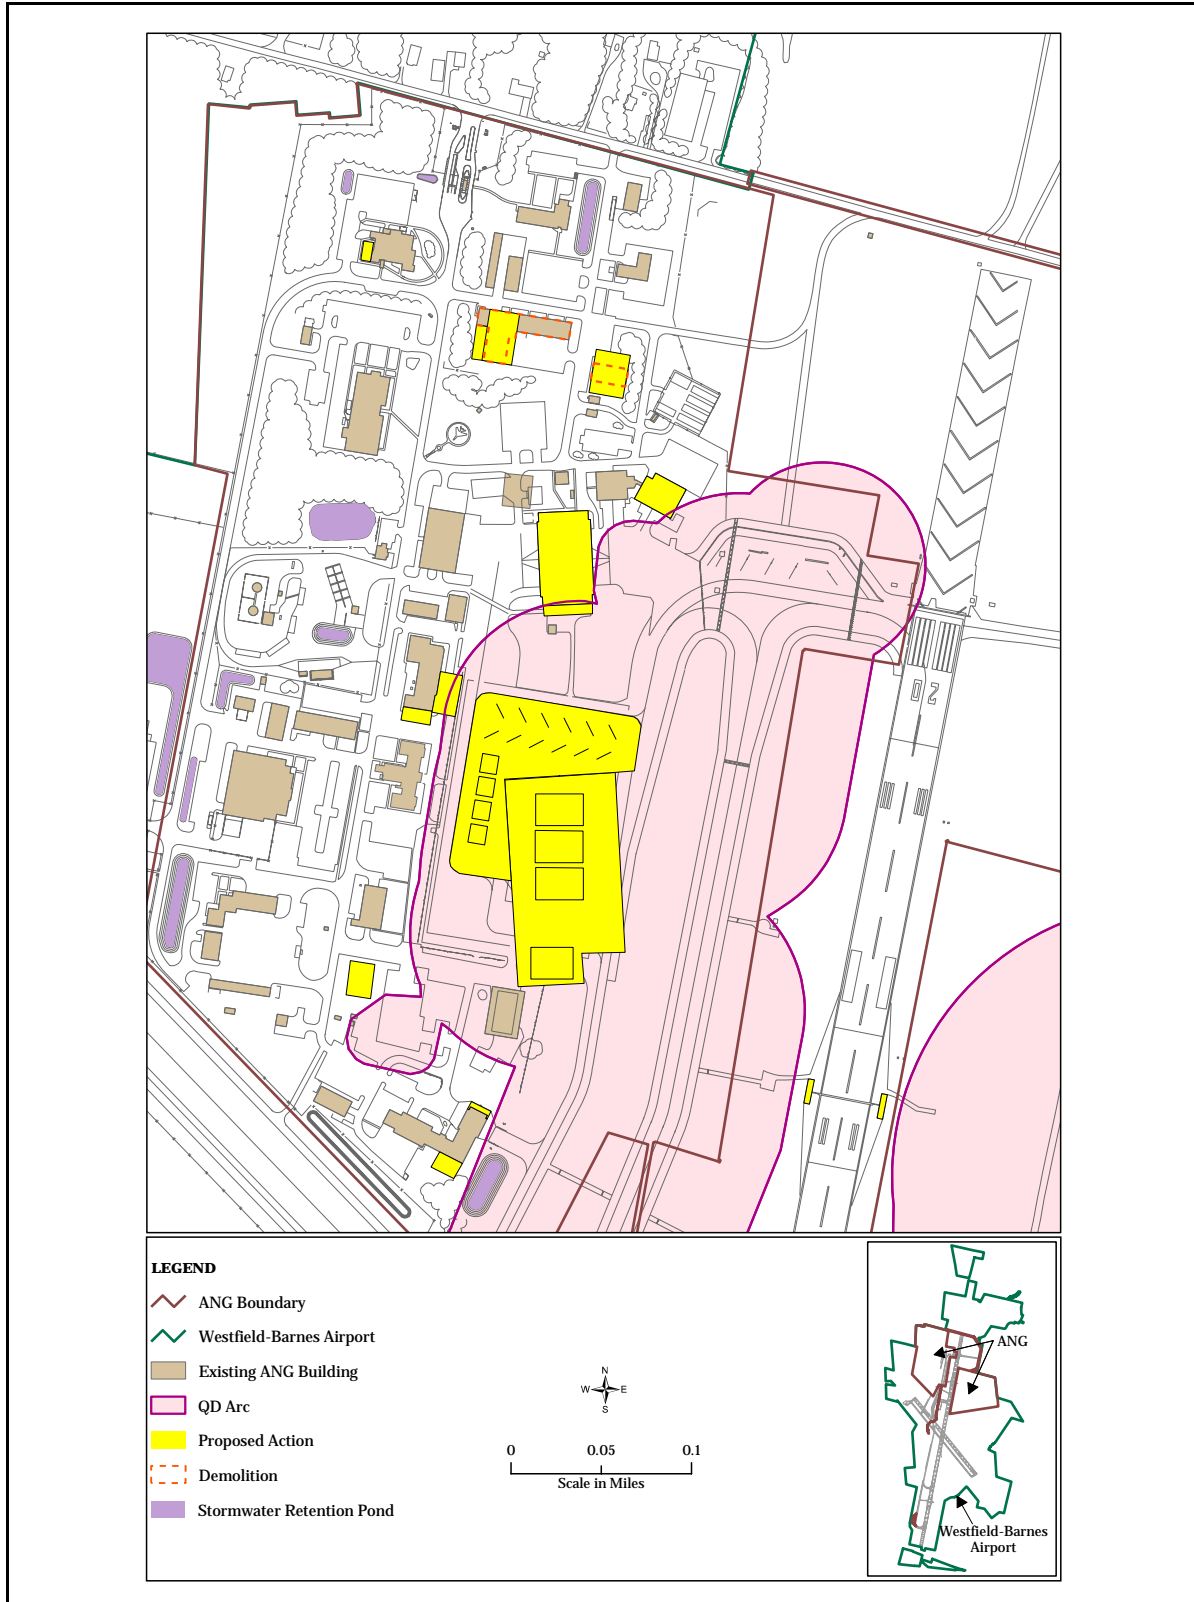 20
LEGEND
ANG Boundary
Westfield-Barnes Airport
Existing ANG Building
QD Arc
Proposed Action
Demolition
Stormwater Retention Pond
N
W E
S
0 0.05 0.1
Scale in Miles
ANG
Westfield-Barnes
Airport